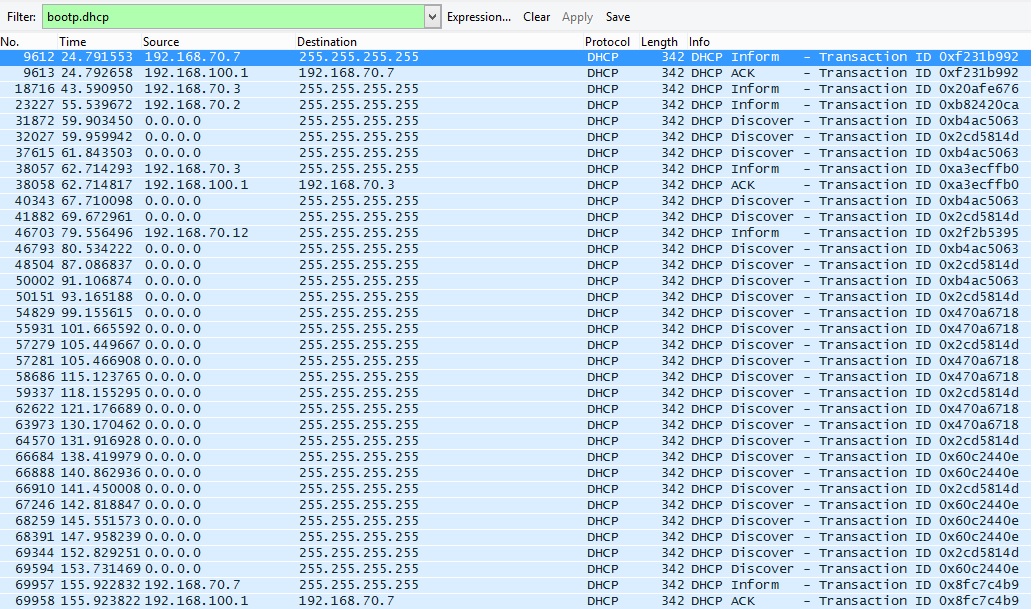 Filter: bootp.dhcp Expression... Clear Apply Save
No. Time Source Destination Protocol Length Info
9612 24.791553 192.168.70.7 255.255.255.255 DHCP 342 DHCP Inform - Transaction ID 0xf231b992
9613 24.792658 192.168.100.1 192.168.70.7 DHCP 342 DHCP ACK - Transaction ID 0xf231b992
18716 43.590950 192.168.70.3 255.255.255.255 DHCP 342 DHCP Inform - Transaction ID 0x20afe676
23227 55.539672 192.168.70.2 255.255.255.255 DHCP 342 DHCP Inform - Transaction ID 0xb82420ca
31872 59.903450 0.0.0.0 255.255.255.255 DHCP 342 DHCP Discover - Transaction ID 0xb4ac5063
32027 59.959942 0.0.0.0 255.255.255.255 DHCP 342 DHCP Discover - Transaction ID 0x2cd5814d
37615 61.843503 0.0.0.0 255.255.255.255 DHCP 342 DHCP Discover - Transaction ID 0xb4ac5063
38057 62.714293 192.168.70.3 255.255.255.255 DHCP 342 DHCP Inform - Transaction ID 0xa3ecffb0
38058 62.714817 192.168.100.1 192.168.70.3 DHCP 342 DHCP ACK - Transaction ID 0xa3ecffb0
40343 67.710098 0.0.0.0 255.255.255.255 DHCP 342 DHCP Discover - Transaction ID 0xb4ac5063
41882 69.672961 0.0.0.0 255.255.255.255 DHCP 342 DHCP Discover - Transaction ID 0x2cd5814d
46703 79.556496 192.168.70.12 255.255.255.255 DHCP 342 DHCP Inform - Transaction ID 0x2f2b5395
46793 80.534222 0.0.0.0 255.255.255.255 DHCP 342 DHCP Discover - Transaction ID 0xb4ac5063
48504 87.086837 0.0.0.0 255.255.255.255 DHCP 342 DHCP Discover - Transaction ID 0x2cd5814d
50002 91.106874 0.0.0.0 255.255.255.255 DHCP 342 DHCP Discover - Transaction ID 0xb4ac5063
50151 93.165188 0.0.0.0 255.255.255.255 DHCP 342 DHCP Discover - Transaction ID 0x2cd5814d
54829 99.155615 0.0.0.0 255.255.255.255 DHCP 342 DHCP Discover - Transaction ID 0x470a6718
55931 101.665592 0.0.0.0 255.255.255.255 DHCP 342 DHCP Discover - Transaction ID 0x470a6718
57279 105.449667 0.0.0.0 255.255.255.255 DHCP 342 DHCP Discover - Transaction ID 0x2cd5814d
57281 105.466908 0.0.0.0 255.255.255.255 DHCP 342 DHCP Discover - Transaction ID 0x470a6718
58686 115.123765 0.0.0.0 255.255.255.255 DHCP 342 DHCP Discover - Transaction ID 0x470a6718
59337 118.155295 0.0.0.0 255.255.255.255 DHCP 342 DHCP Discover - Transaction ID 0x2cd5814d
62622 121.176689 0.0.0.0 255.255.255.255 DHCP 342 DHCP Discover - Transaction ID 0x470a6718
63973 130.170462 0.0.0.0 255.255.255.255 DHCP 342 DHCP Discover - Transaction ID 0x470a6718
64570 131.916928 0.0.0.0 255.255.255.255 DHCP 342 DHCP Discover - Transaction ID 0x2cd5814d
66684 138.419979 0.0.0.0 255.255.255.255 DHCP 342 DHCP Discover - Transaction ID 0x60c2440e
66888 140.862936 0.0.0.0 255.255.255.255 DHCP 342 DHCP Discover - Transaction ID 0x60c2440e
66910 141.450008 0.0.0.0 255.255.255.255 DHCP 342 DHCP Discover - Transaction ID 0x2cd5814d
67246 142.818847 0.0.0.0 255.255.255.255 DHCP 342 DHCP Discover - Transaction ID 0x60c2440e
68259 145.551573 0.0.0.0 255.255.255.255 DHCP 342 DHCP Discover - Transaction ID 0x60c2440e
68391 147.958239 0.0.0.0 255.255.255.255 DHCP 342 DHCP Discover - Transaction ID 0x60c2440e
69344 152.829251 0.0.0.0 255.255.255.255 DHCP 342 DHCP Discover - Transaction ID 0x2cd5814d
69594 153.731469 0.0.0.0 255.255.255.255 DHCP 342 DHCP Discover - Transaction ID 0x60c2440e
69957 155.922832 192.168.70.7 255.255.255.255 DHCP 342 DHCP Inform - Transaction ID 0x8fc7c4b9
69958 155.923822 192.168.100.1 192.168.70.7 DHCP 342 DHCP ACK - Transaction ID 0x8fc7c4b9